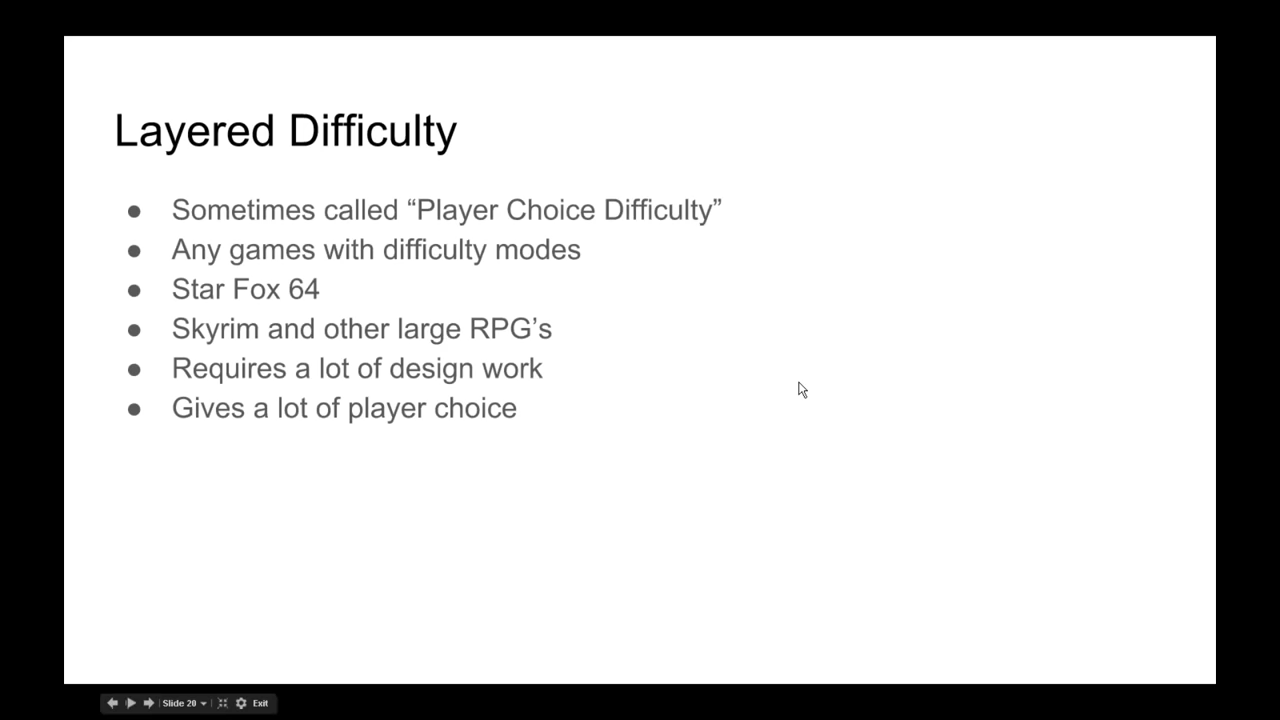 Layered Difficulty
● Sometimes called “Player Choice Difficulty”
● Any games with difficulty modes
● Star Fox 64
● Skyrim and other large RPG’s
● Requires a lot of design work
● Gives a lot of player choice
Slide 20 Exit